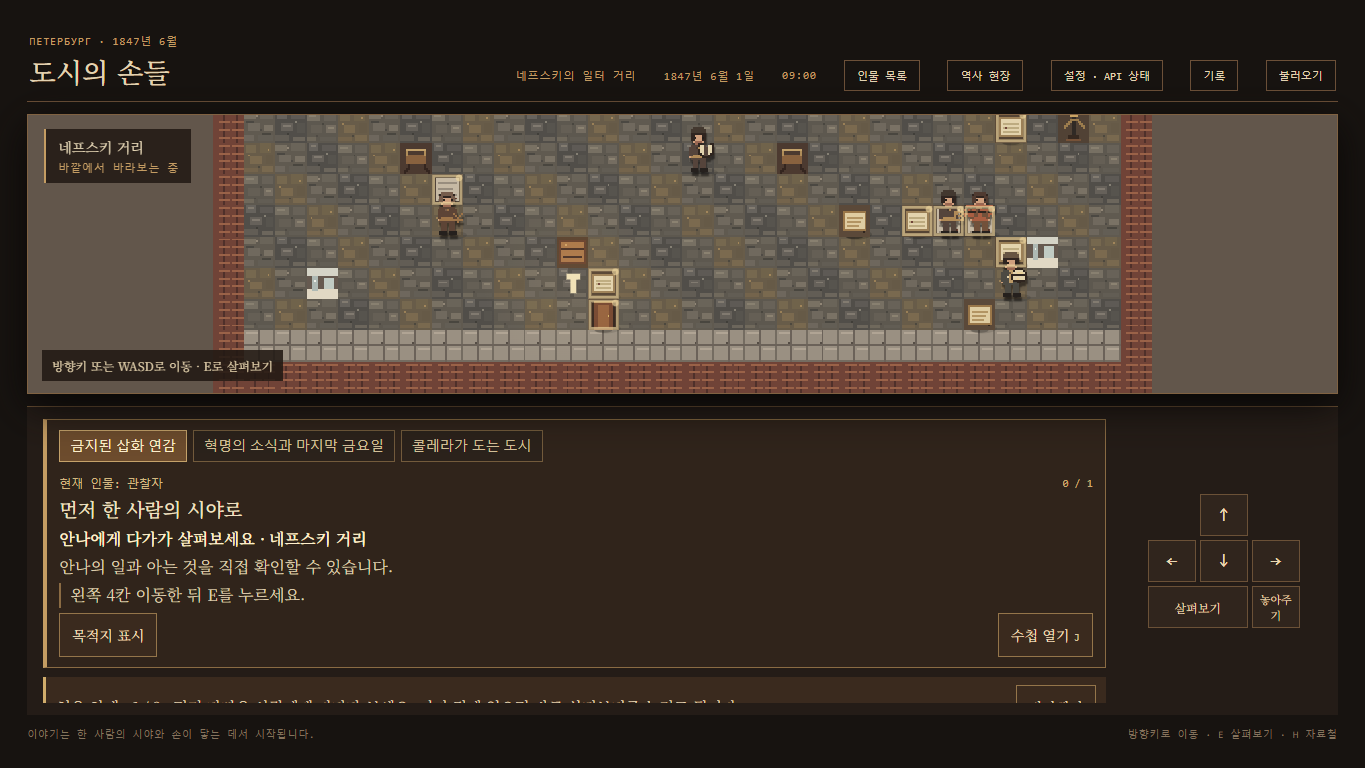 ПЕТЕРБУРГ · 1847년 6월
도시의 손들
네프스키의 일터 거리
1847년 6월 1일
09:00
인물 목록
역사 현장
설정 · API 상태
기록
불러오기
네프스키 거리
바깥에서 바라보는 중
방향키 또는 WASD로 이동 · E로 살펴보기
금지된 삽화 연감
혁명의 소식과 마지막 금요일
콜레라가 도는 도시
현재 인물: 관찰자
0 / 1
먼저 한 사람의 시야로
안나에게 다가가 살펴보세요 · 네프스키 거리
안나의 일과 아는 것을 직접 확인할 수 있습니다.
왼쪽 4칸 이동한 뒤 E를 누르세요.
목적지 표시
수첩 열기 J
↑
← ↓ →
살펴보기
놓아주기
이야기는 한 사람의 시야와 손이 닿는 데서 시작됩니다.
방향키로 이동 · E 살펴보기 · H 자료철